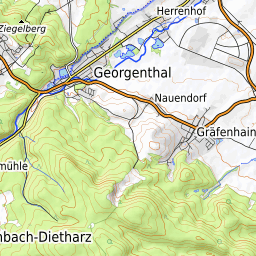 Herrenhof
Ziegelberg
Georgenthal
Nauendorf
Gräfenhain
mühle
nbach-Dietharz